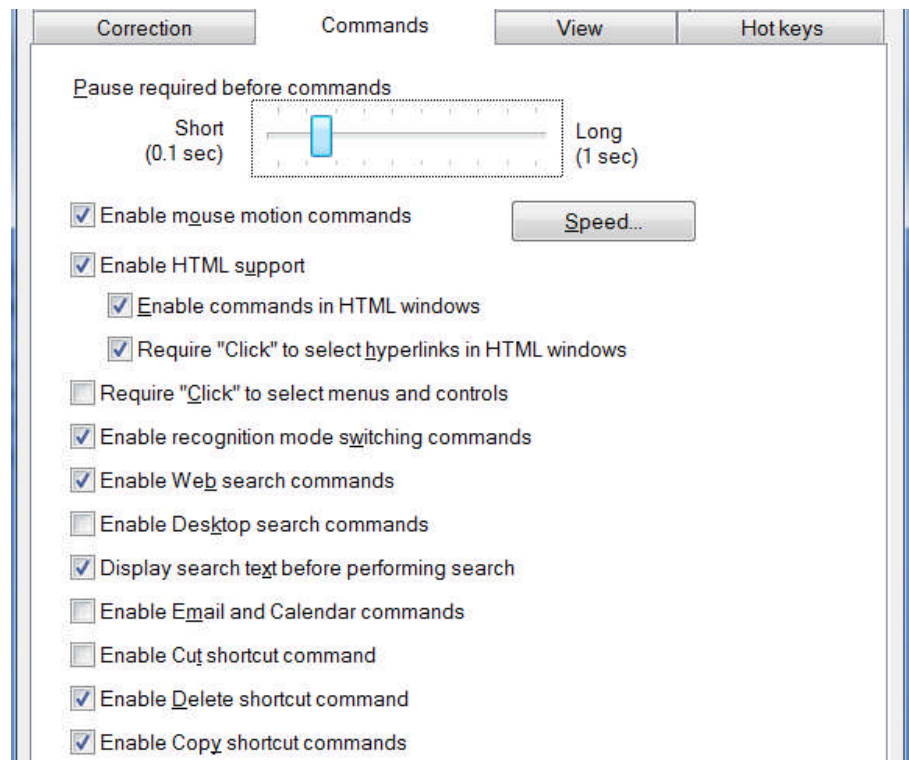 Correction Commands View Hot keys
Pause required before commands
Short Long
(0.1 sec) (1 sec)
Enable mouse motion commands Speed...
Enable HTML support
Enable commands in HTML windows
Require "Click" to select hyperlinks in HTML windows
Require "Click" to select menus and controls
Enable recognition mode switching commands
Enable Web search commands
Enable Desktop search commands
Display search text before performing search
Enable Email and Calendar commands
Enable Cut shortcut command
Enable Delete shortcut command
Enable Copy shortcut commands